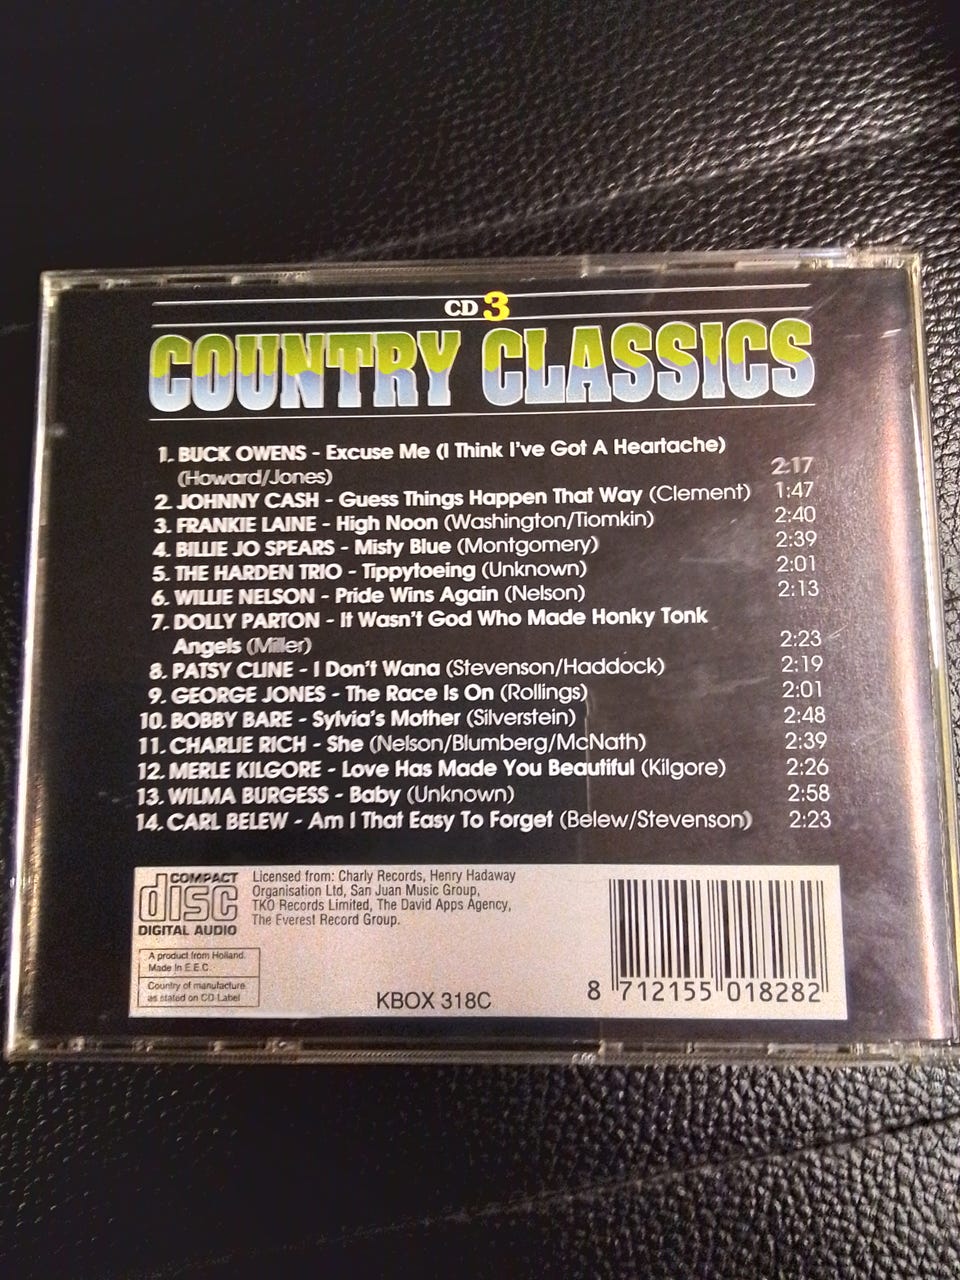 CD 3
COUNTRY CLASSICS
1. BUCK OWENS - Excuse Me (I Think I've Got A Heartache)
(Howard/Jones) 2:17
2. JOHNNY CASH - Guess Things Happen That Way (Clement) 1:47
3. FRANKIE LAINE - High Noon (Washington/Tiomkin) 2:40
4. BILLIE JO SPEARS - Misty Blue (Montgomery) 2:39
5. THE HARDEN TRIO - Tippytoeing (Unknown) 2:01
6. WILLIE NELSON - Pride Wins Again (Nelson) 2:13
7. DOLLY PARTON - It Wasn't God Who Made Honky Tonk
Angels (Miller) 2:23
8. PATSY CLINE - I Don't Wana (Stevenson/Haddock) 2:19
9. GEORGE JONES - The Race Is On (Rollings) 2:01
10. BOBBY BARE - Sylvia's Mother (Silverstein) 2:48
11. CHARLIE RICH - She (Nelson/Blumberg/McNath) 2:39
12. MERLE KILGORE - Love Has Made You Beautiful (Kilgore) 2:26
13. WILMA BURGESS - Baby (Unknown) 2:58
14. CARL BELEW - Am I That Easy To Forget (Belew/Stevenson) 2:23
COMPACT
disc
DIGITAL AUDIO
Licensed from: Charly Records, Henry Hadaway
Organisation Ltd, San Juan Music Group,
TKO Records Limited, The David Apps Agency,
The Everest Record Group.
A product from Holland.
Made in E.E.C.
Country of manufacture
as stated on CD Label
KBOX 318C
8 712155 018282